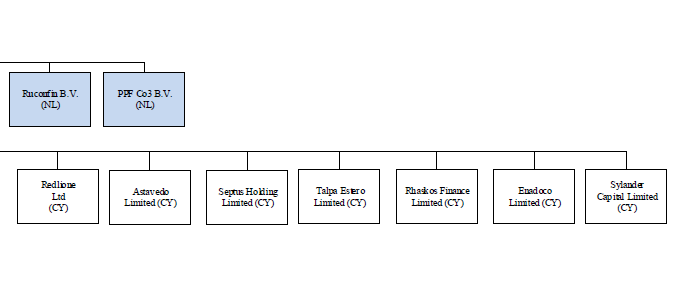 Ruconfin B.V.
(NL)
PPF Co3 B.V.
(NL)
Redlione
Ltd
(CY)
Astavedo
Limited (CY)
Septus Holding
Limited (CY)
Talpa Estero
Limited (CY)
Rhaskos Finance
Limited (CY)
Enadoco
Limited (CY)
Sylander
Capital Limited
(CY)